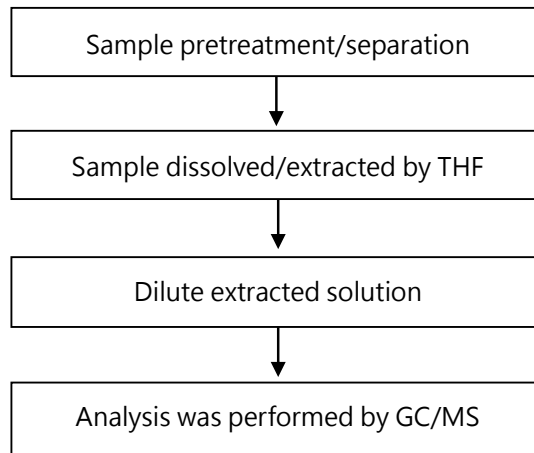 Sample pretreatment/separation
Sample dissolved/extracted by THF
Dilute extracted solution
Analysis was performed by GC/MS